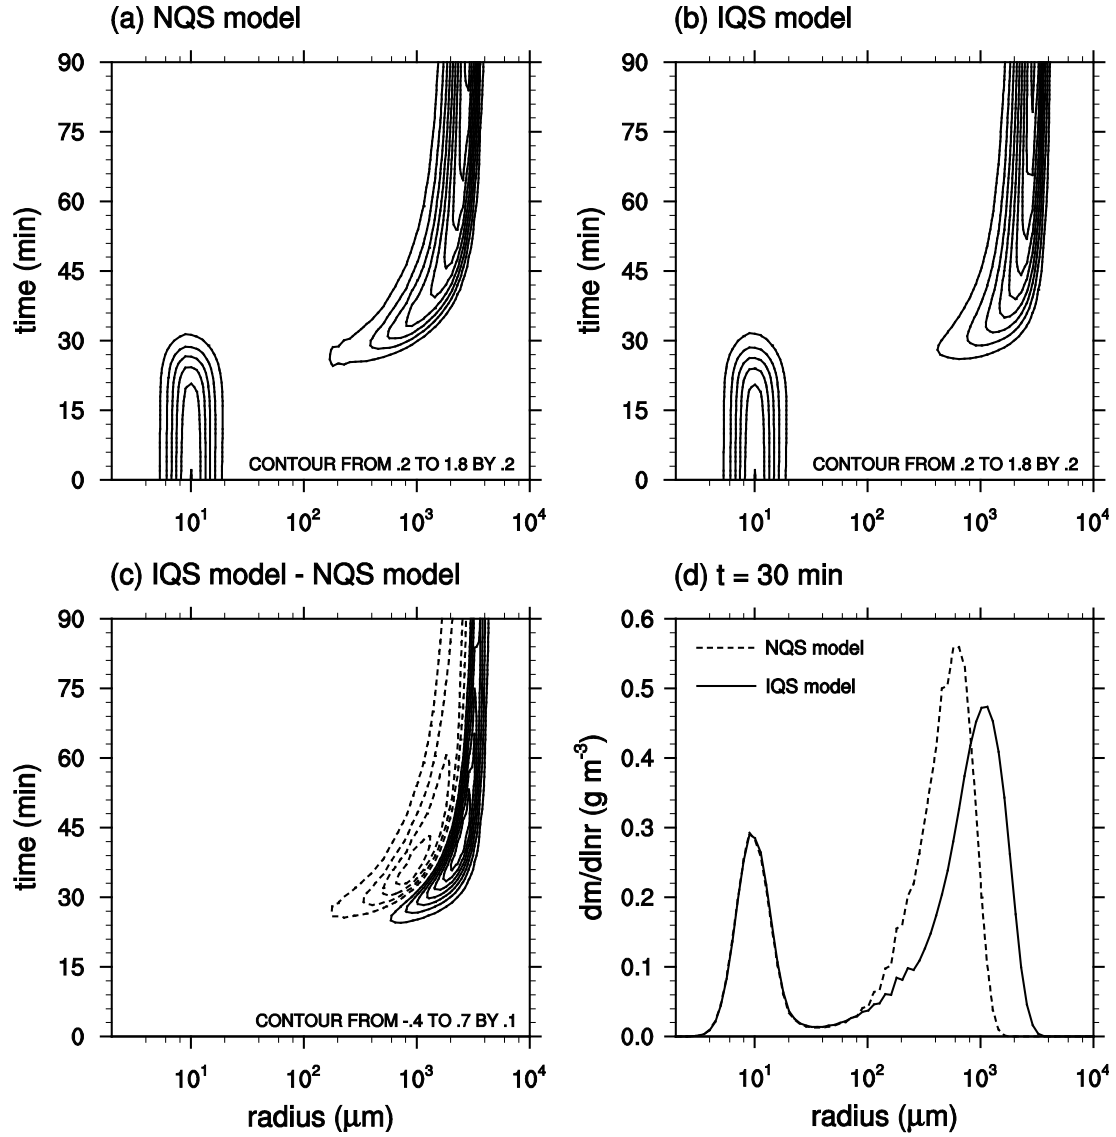 (a) NQS model
(b) IQS model
90
75
60
45
30
15
0
time (min)
CONTOUR FROM .2 TO 1.8 BY .2
10¹ 10² 10³ 10⁴
90
75
60
45
30
15
0
time (min)
CONTOUR FROM .2 TO 1.8 BY .2
10¹ 10² 10³ 10⁴
(c) IQS model - NQS model
(d) t = 30 min
90
75
60
45
30
15
0
time (min)
CONTOUR FROM -.4 TO .7 BY .1
10¹ 10² 10³ 10⁴
radius (μm)
0.6
0.5
0.4
0.3
0.2
0.1
0.0
dm/dlnr (g m⁻³)
NQS model
IQS model
10¹ 10² 10³ 10⁴
radius (μm)